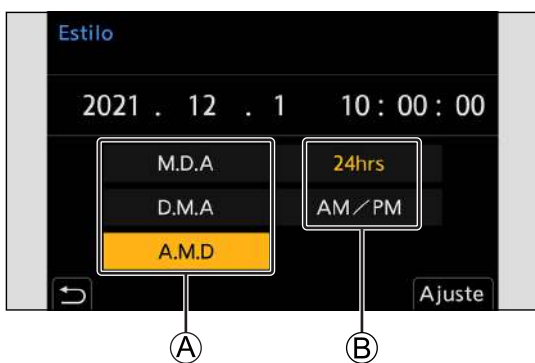 Estilo
2021 . 12 . 1 10 : 00 : 00
M.D.A 24hrs
D.M.A AM/PM
A.M.D
Ajuste
A B